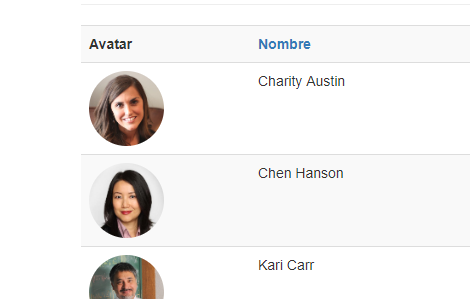 Avatar Nombre
Charity Austin
Chen Hanson
Kari Carr